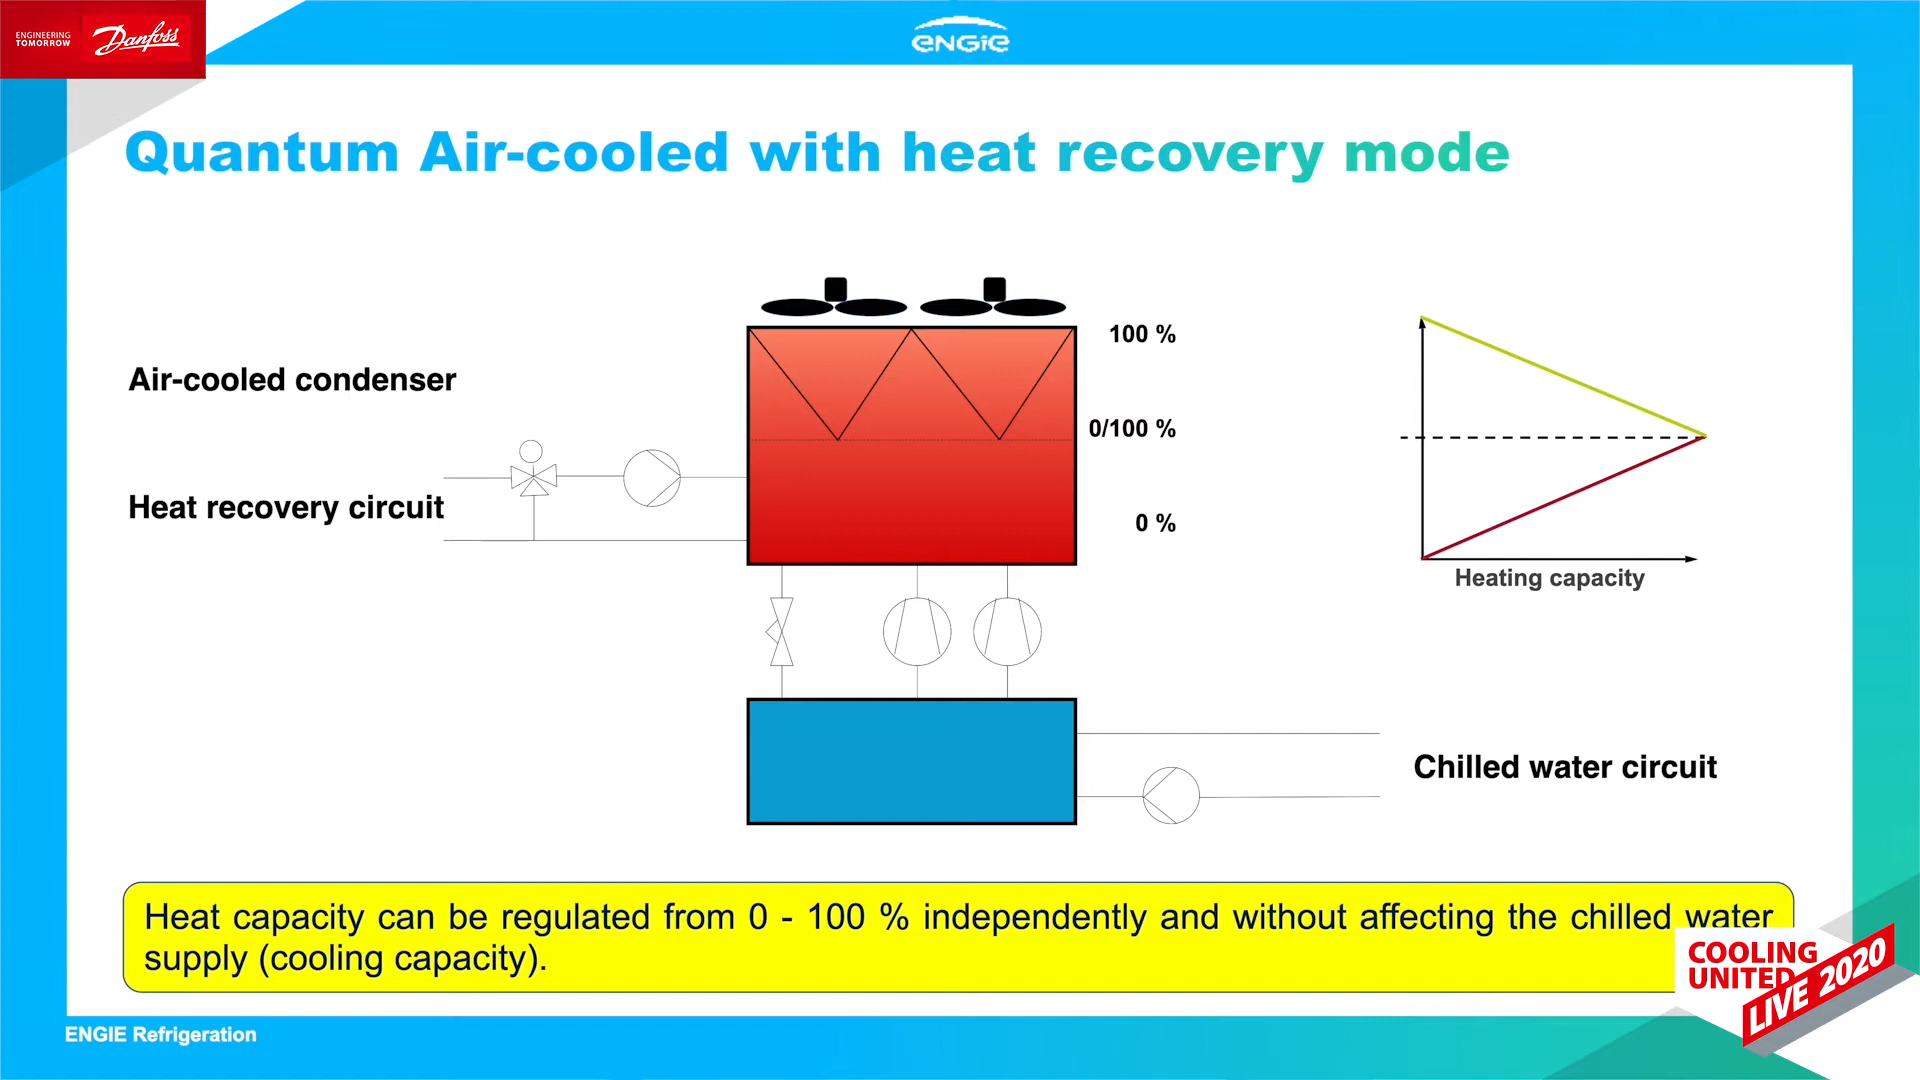 ENGINEERING
TOMORROW
Danfoss
ENGIE
Quantum Air-cooled with heat recovery mode
100 %
Air-cooled condenser
0/100 %
Heat recovery circuit
0 %
Heating capacity
Chilled water circuit
Heat capacity can be regulated from 0 - 100 % independently and without affecting the chilled water
supply (cooling capacity).
COOLING
UNITED
LIVE 2020
ENGIE Refrigeration